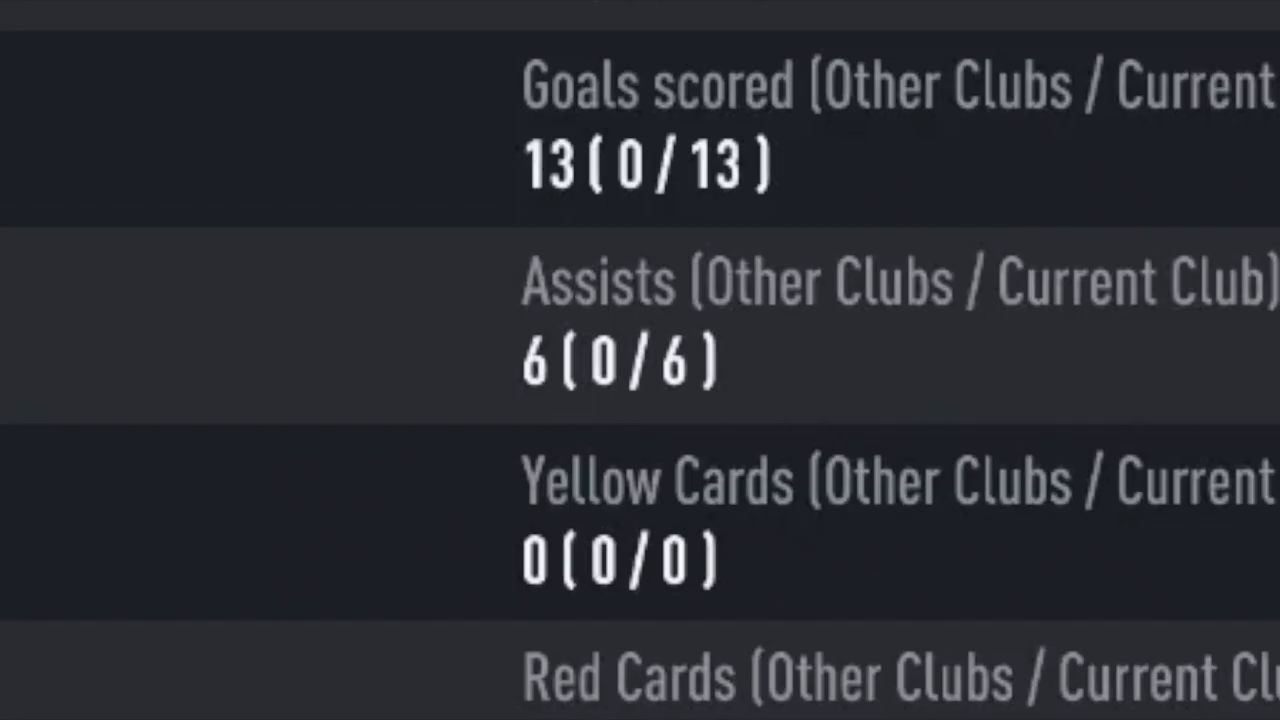 Goals scored (Other Clubs / Current
13 ( 0 / 13 )
Assists (Other Clubs / Current Club)
6 ( 0 / 6 )
Yellow Cards (Other Clubs / Current
0 ( 0 / 0 )
Red Cards (Other Clubs / Current Clu